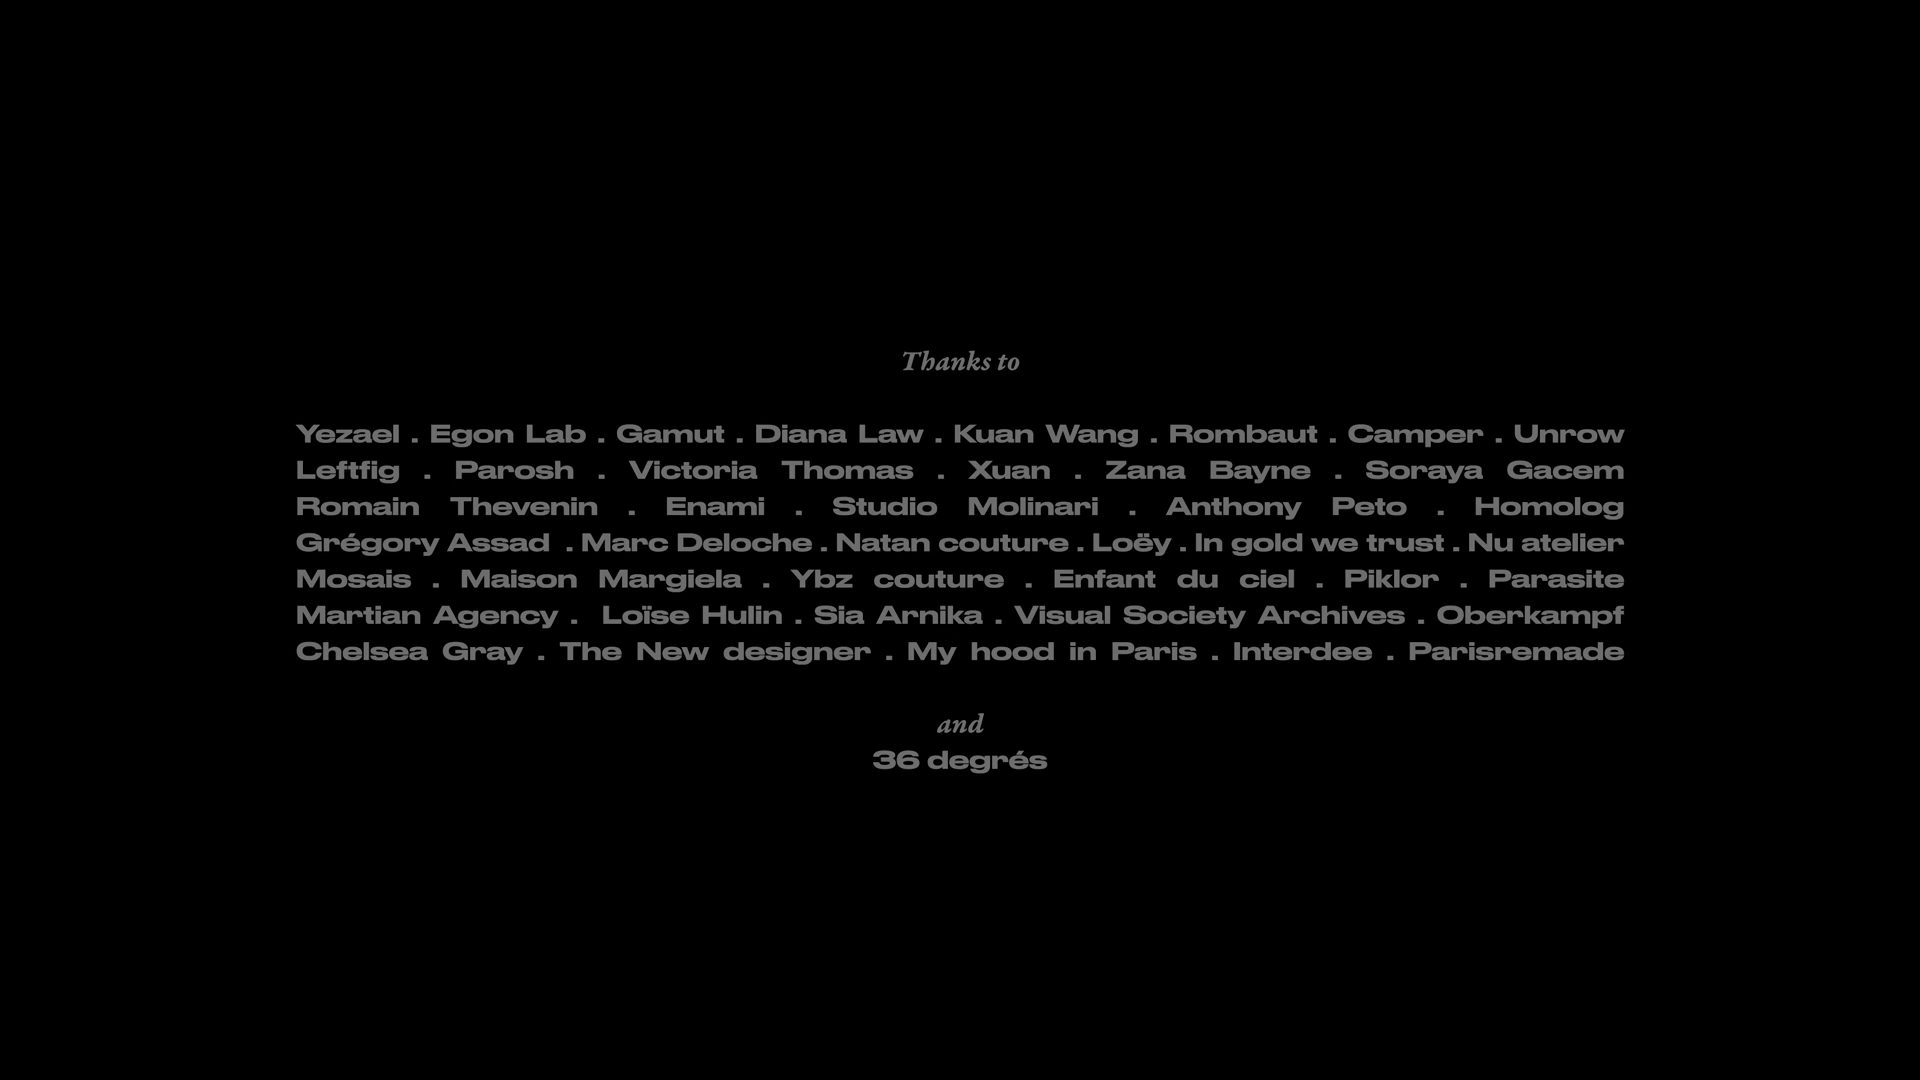 Thanks to
Yezael . Egon Lab . Gamut . Diana Law . Kuan Wang . Rombaut . Camper . Unrow
Leftfig . Parosh . Victoria Thomas . Xuan . Zana Bayne . Soraya Gacem
Romain Thevenin . Enami . Studio Molinari . Anthony Peto . Homolog
Grégory Assad . Marc Deloche . Natan couture . Loëy . In gold we trust . Nu atelier
Mosais . Maison Margiela . Ybz couture . Enfant du ciel . Piklor . Parasite
Martian Agency . Loïse Hulin . Sia Arnika . Visual Society Archives . Oberkampf
Chelsea Gray . The New designer . My hood in Paris . Interdee . Parisremade
and
36 degrés